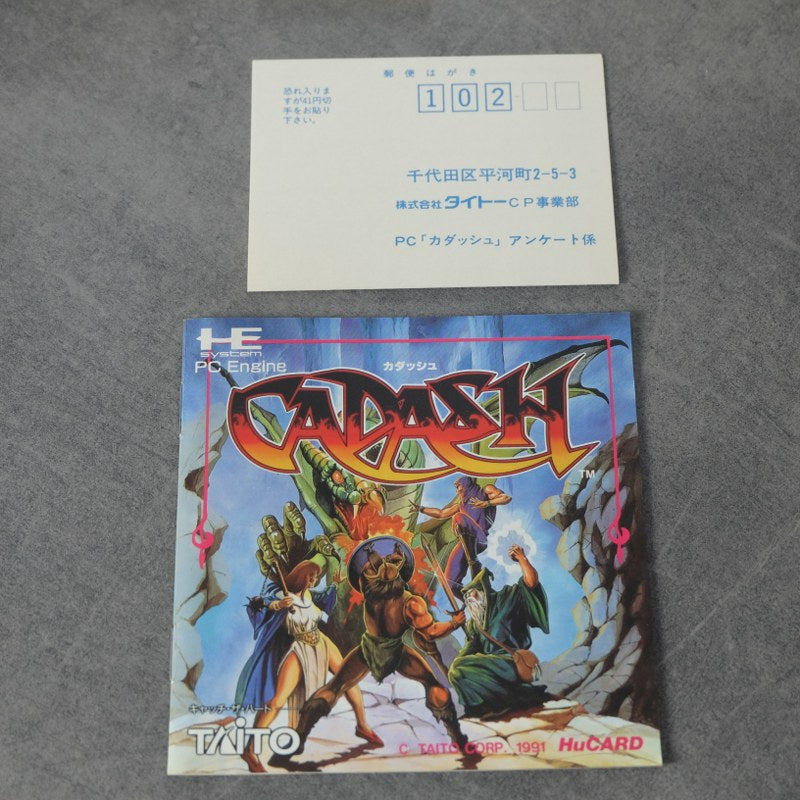 郵便はがき
恐れ入りま
すが41円切
手をお貼り
下さい。
102
千代田区平河町2-5-3
株式会社タイトーCP事業部
PC「カダッシュ」アンケート係
HE
system
PC Engine
カダッシュ
CADASH
TM
キャッチ・ザ・ハート
TAITO
C TAITO CORP. 1991 HuCARD